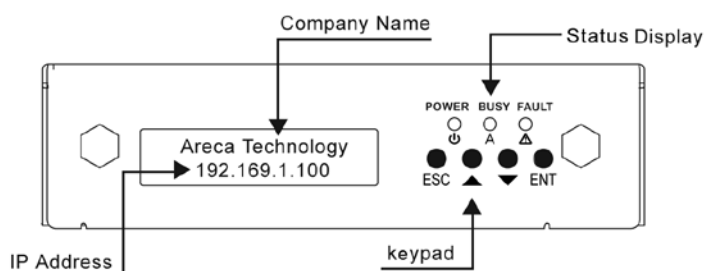 Company Name
Status Display
POWER BUSY FAULT
A
Areca Technology
192.169.1.100
ESC ENT
IP Address
keypad